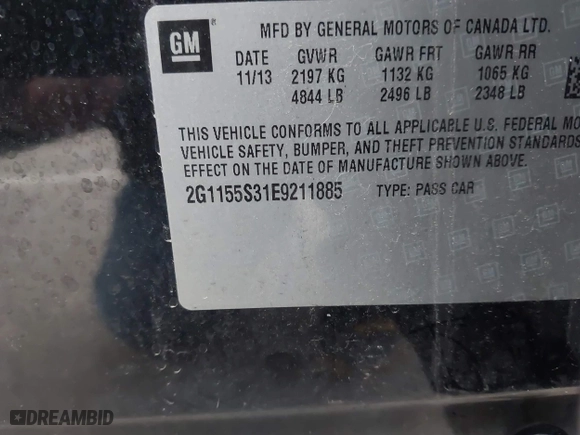 GM
MFD BY GENERAL MOTORS OF CANADA LTD.
DATE GVWR GAWR FRT GAWR RR
11/13 2197 KG 1132 KG 1065 KG
4844 LB 2496 LB 2348 LB
THIS VEHICLE CONFORMS TO ALL APPLICABLE U.S. FEDERAL MO
VEHICLE SAFETY, BUMPER, AND THEFT PREVENTION STANDARDS
EFFECT ON THE DATE OF MANUFACTURE SHOWN ABOVE.
2G1155S31E9211885 TYPE: PASS CAR
DREAMBID